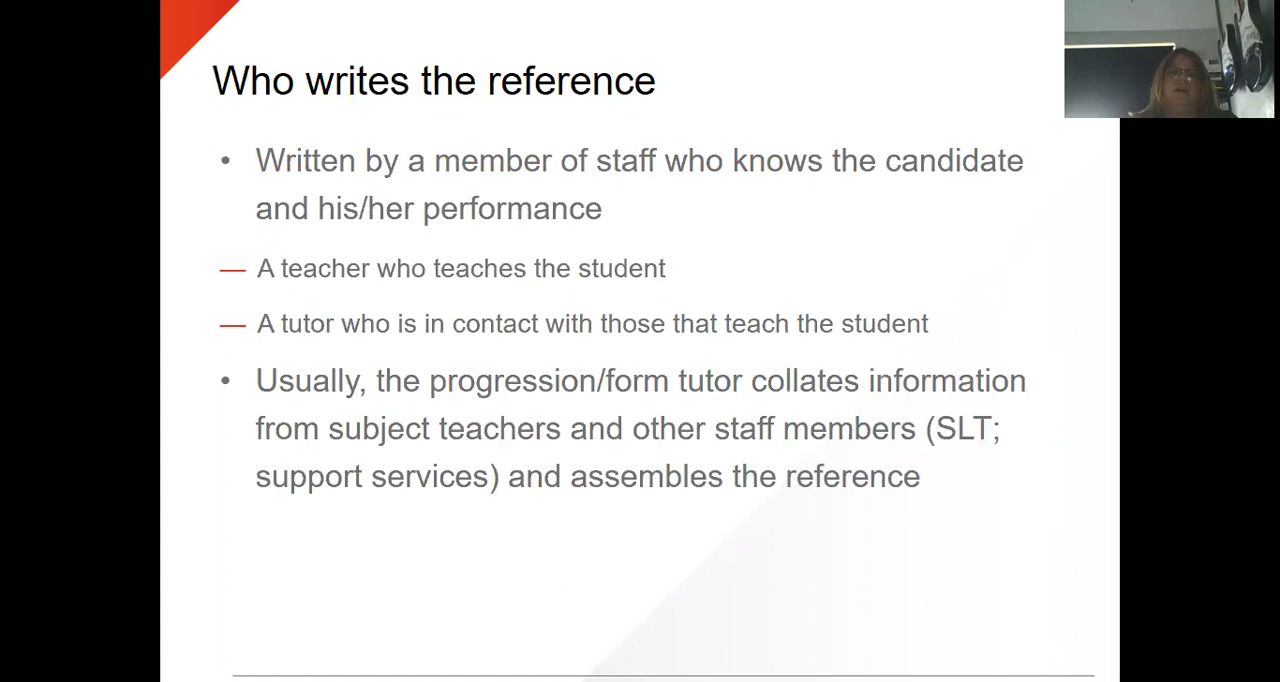 Who writes the reference
• Written by a member of staff who knows the candidate
and his/her performance
— A teacher who teaches the student
— A tutor who is in contact with those that teach the student
• Usually, the progression/form tutor collates information
from subject teachers and other staff members (SLT;
support services) and assembles the reference